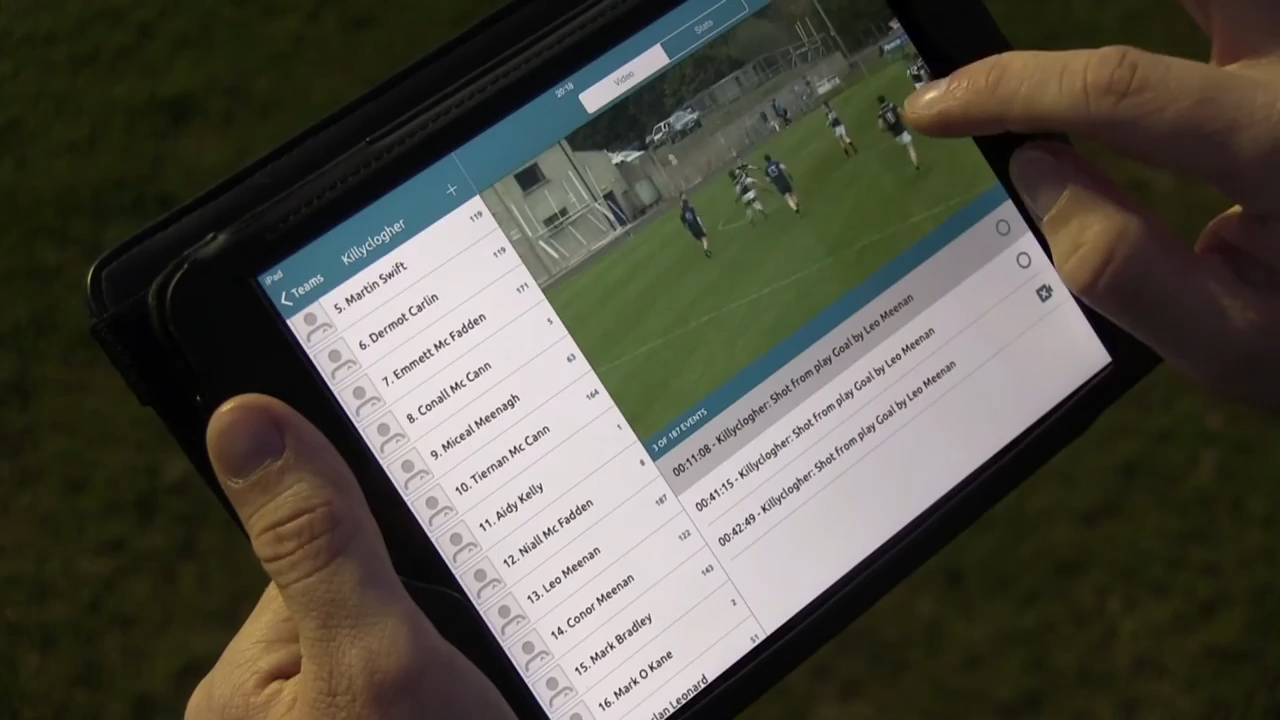 iPad
20:18
Teams
Killyclogher
+
Video
Stats
119
5. Martin Swift
119
6. Dermot Carlin
171
7. Emmett Mc Fadden
5
8. Conall Mc Cann
63
9. Miceal Meenagh
164
10. Tiernan Mc Cann
1
11. Aidy Kelly
8
12. Niall Mc Fadden
187
13. Leo Meenan
122
14. Conor Meenan
143
15. Mark Bradley
2
16. Mark O Kane
51
Leonard
3 OF 187 EVENTS
00:11:08 - Killyclogher: Shot from play Goal by Leo Meenan
00:41:15 - Killyclogher: Shot from play Goal by Leo Meenan
00:42:49 - Killyclogher: Shot from play Goal by Leo Meenan